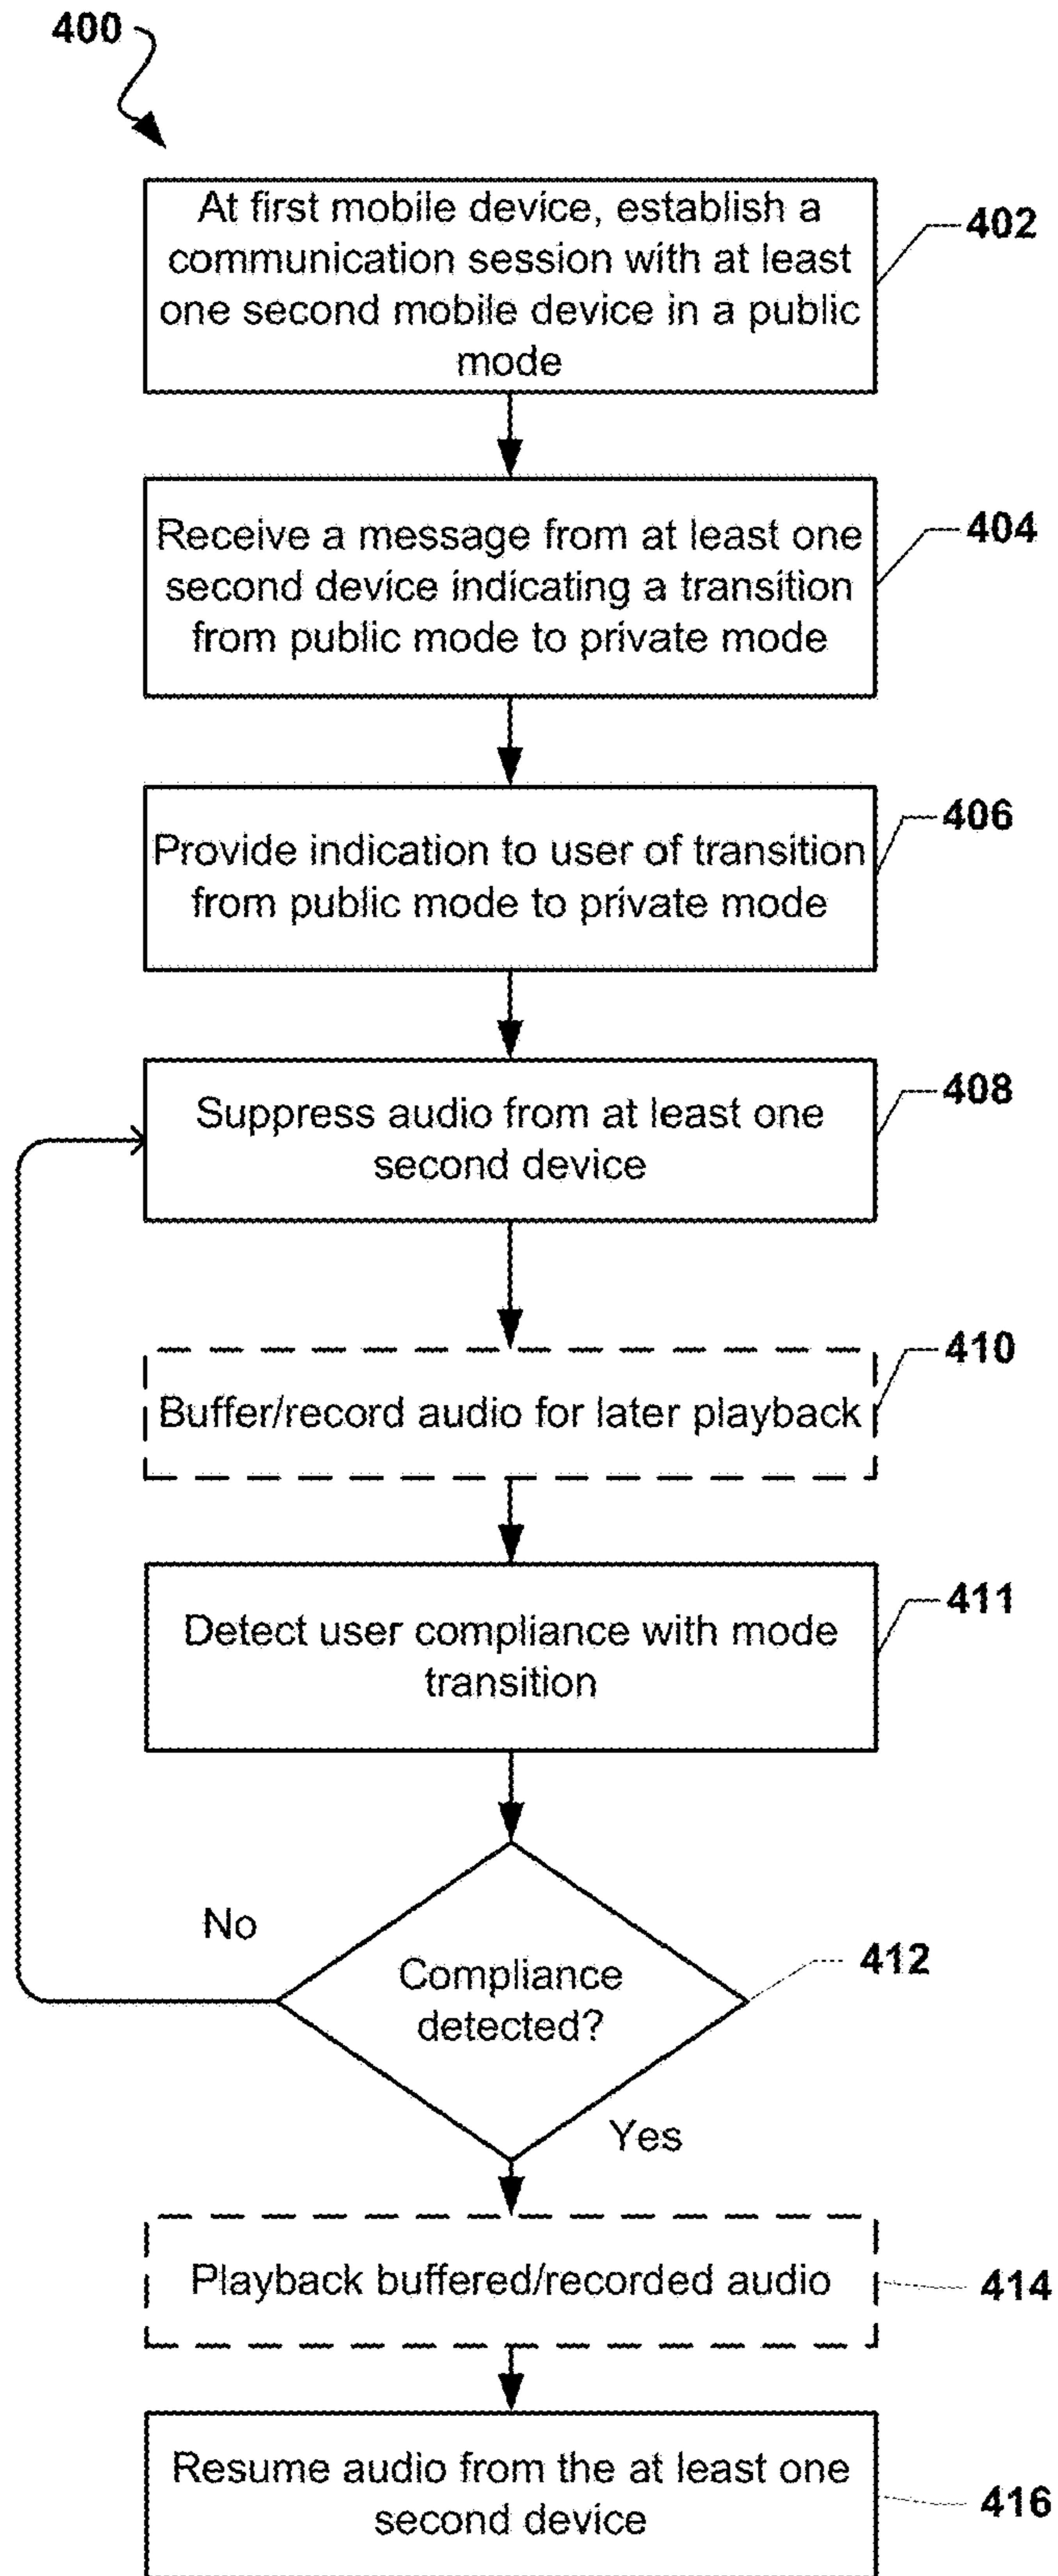 400
At first mobile device, establish a
communication session with at least
one second mobile device in a public
mode
402
Receive a message from at least one
second device indicating a transition
from public mode to private mode
404
Provide indication to user of transition
from public mode to private mode
406
Suppress audio from at least one
second device
408
Buffer/record audio for later playback
410
Detect user compliance with mode
transition
411
No
Compliance
detected?
412
Yes
Playback buffered/recorded audio
414
Resume audio from the at least one
second device
416